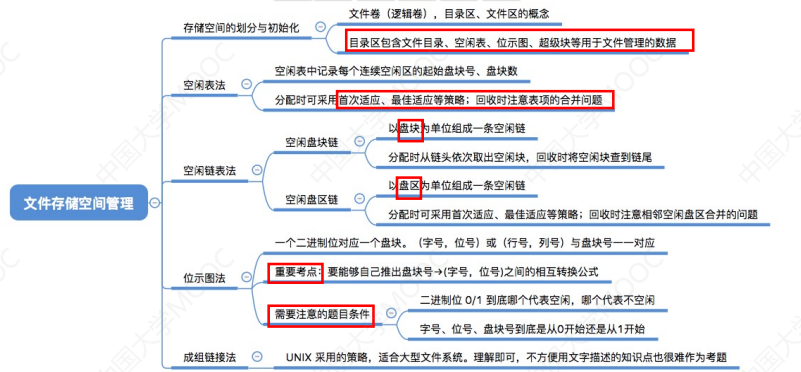 文件存储空间管理
存储空间的划分与初始化
文件卷（逻辑卷），目录区、文件区的概念
目录区包含文件目录、空闲表、位示图、超级块等用于文件管理的数据
空闲表法
空闲表中记录每个连续空闲区的起始盘块号、盘块数
分配时可采用首次适应、最佳适应等策略；回收时注意表项的合并问题
空闲链表法
空闲盘块链
以盘块为单位组成一条空闲链
分配时从链头依次取出空闲块，回收时将空闲块查到链尾
空闲盘区链
以盘区为单位组成一条空闲链
分配时可采用首次适应、最佳适应等策略；回收时注意相邻空闲盘区合并的问题
位示图法
一个二进制位对应一个盘块。（字号，位号）或（行号，列号）与盘块号一一对应
重要考点：要能够自己推出盘块号→(字号，位号)之间的相互转换公式
需要注意的题目条件
二进制位 0/1 到底哪个代表空闲，哪个代表不空闲
字号、位号、盘块号到底是从0开始还是从1开始
成组链接法
UNIX 采用的策略，适合大型文件系统。理解即可，不方便用文字描述的知识点也很难作为考题
中国大学MOOC